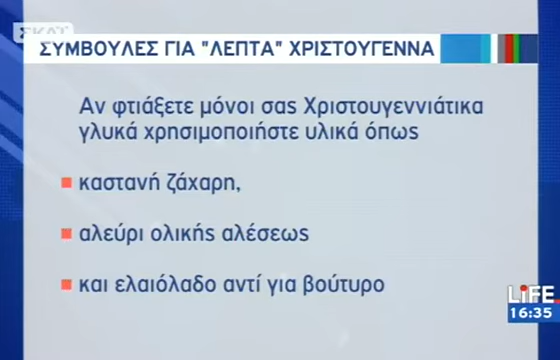 ΣΚΑΪ
ΣΥΜΒΟΥΛΕΣ ΓΙΑ "ΛΕΠΤΑ" ΧΡΙΣΤΟΥΓΕΝΝΑ
Αν φτιάξετε μόνοι σας Χριστουγεννιάτικα
γλυκά χρησιμοποιήστε υλικά όπως
καστανή ζάχαρη,
αλεύρι ολικής αλέσεως
και ελαιόλαδο αντί για βούτυρο
LiFE
16:35